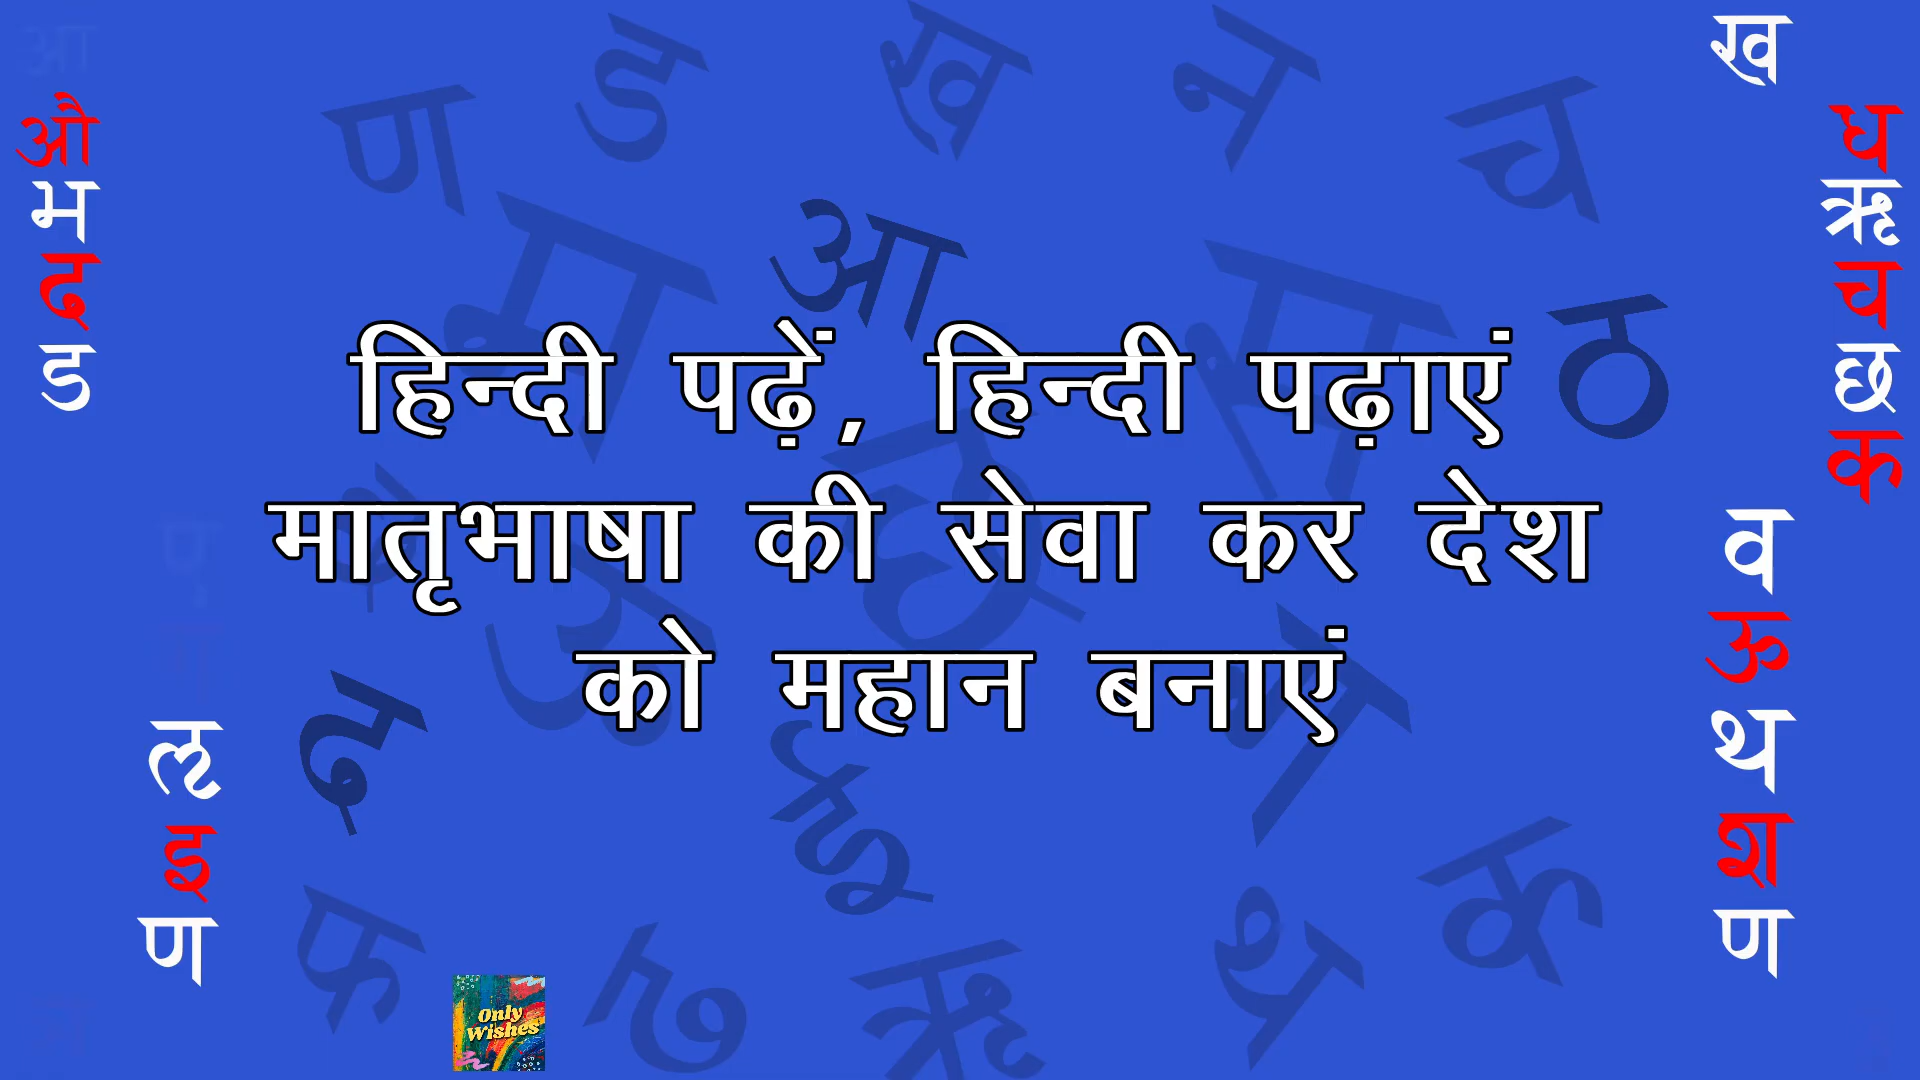 हिन्दी पढ़ें, हिन्दी पढ़ाएं
मातृभाषा की सेवा कर देश
को महान बनाएं
औ
भ
ढ
ड
ख
ध
ऋ
च
छ
क
व
ऊ
थ
श
ण
ऌ
इ
ण
ण
ड
ख
न
च
आ
ठ
द
फ
ऋ
थ
क
Only
Wishes